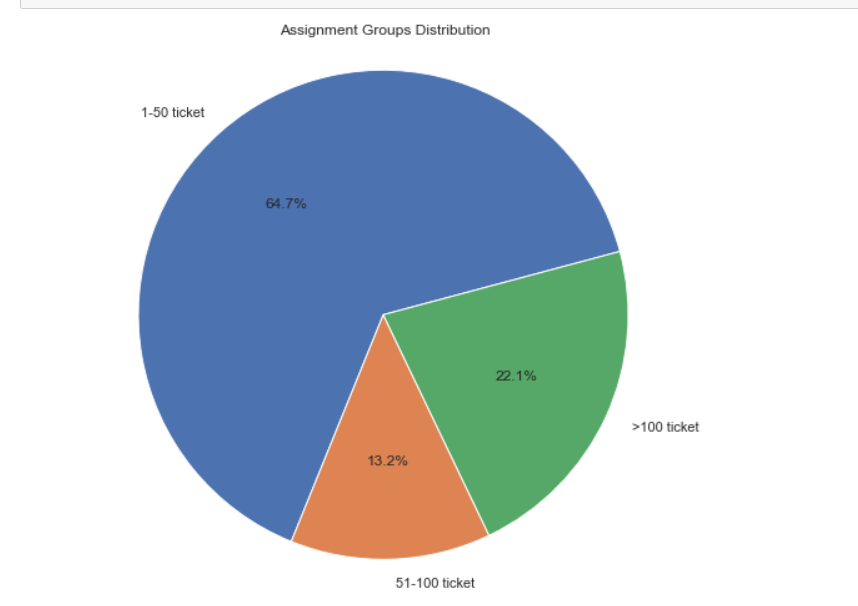 Assignment Groups Distribution
1-50 ticket
64.7%
22.1%
>100 ticket
13.2%
51-100 ticket